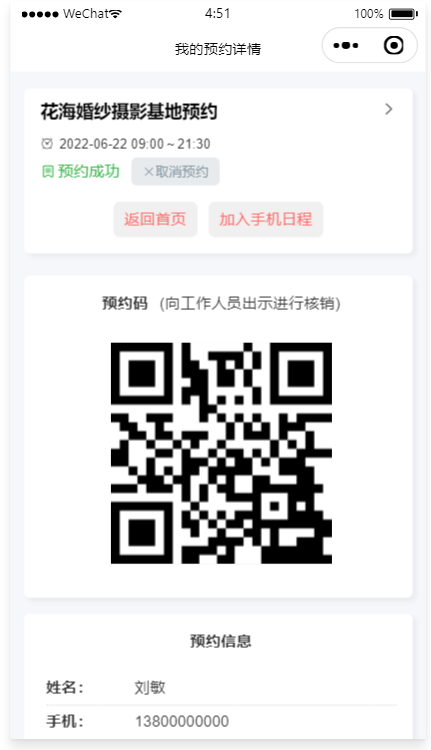 WeChat 4:51 100%
我的预约详情
花海婚纱摄影基地预约
2022-06-22 09:00 ~ 21:30
预约成功 ×取消预约
返回首页 加入手机日程
预约码 (向工作人员出示进行核销)
预约信息
姓名： 刘敏
手机： 13800000000